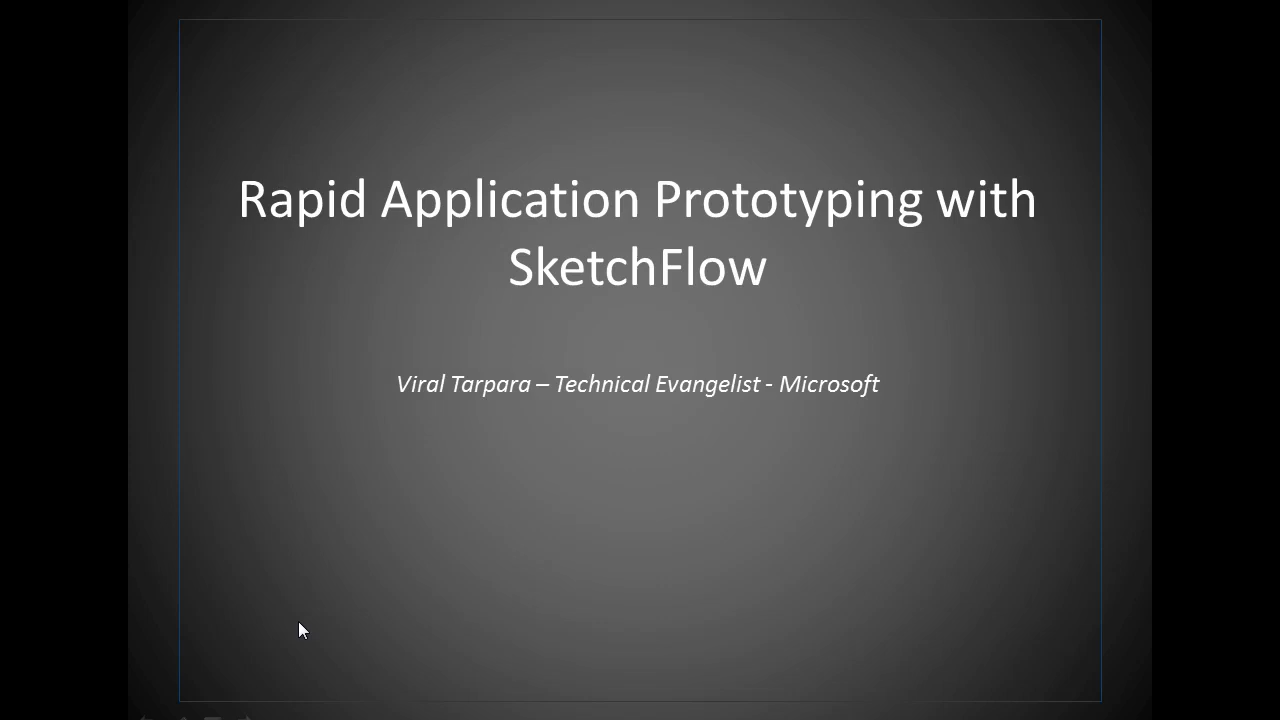 Rapid Application Prototyping with
SketchFlow
Viral Tarpara – Technical Evangelist - Microsoft